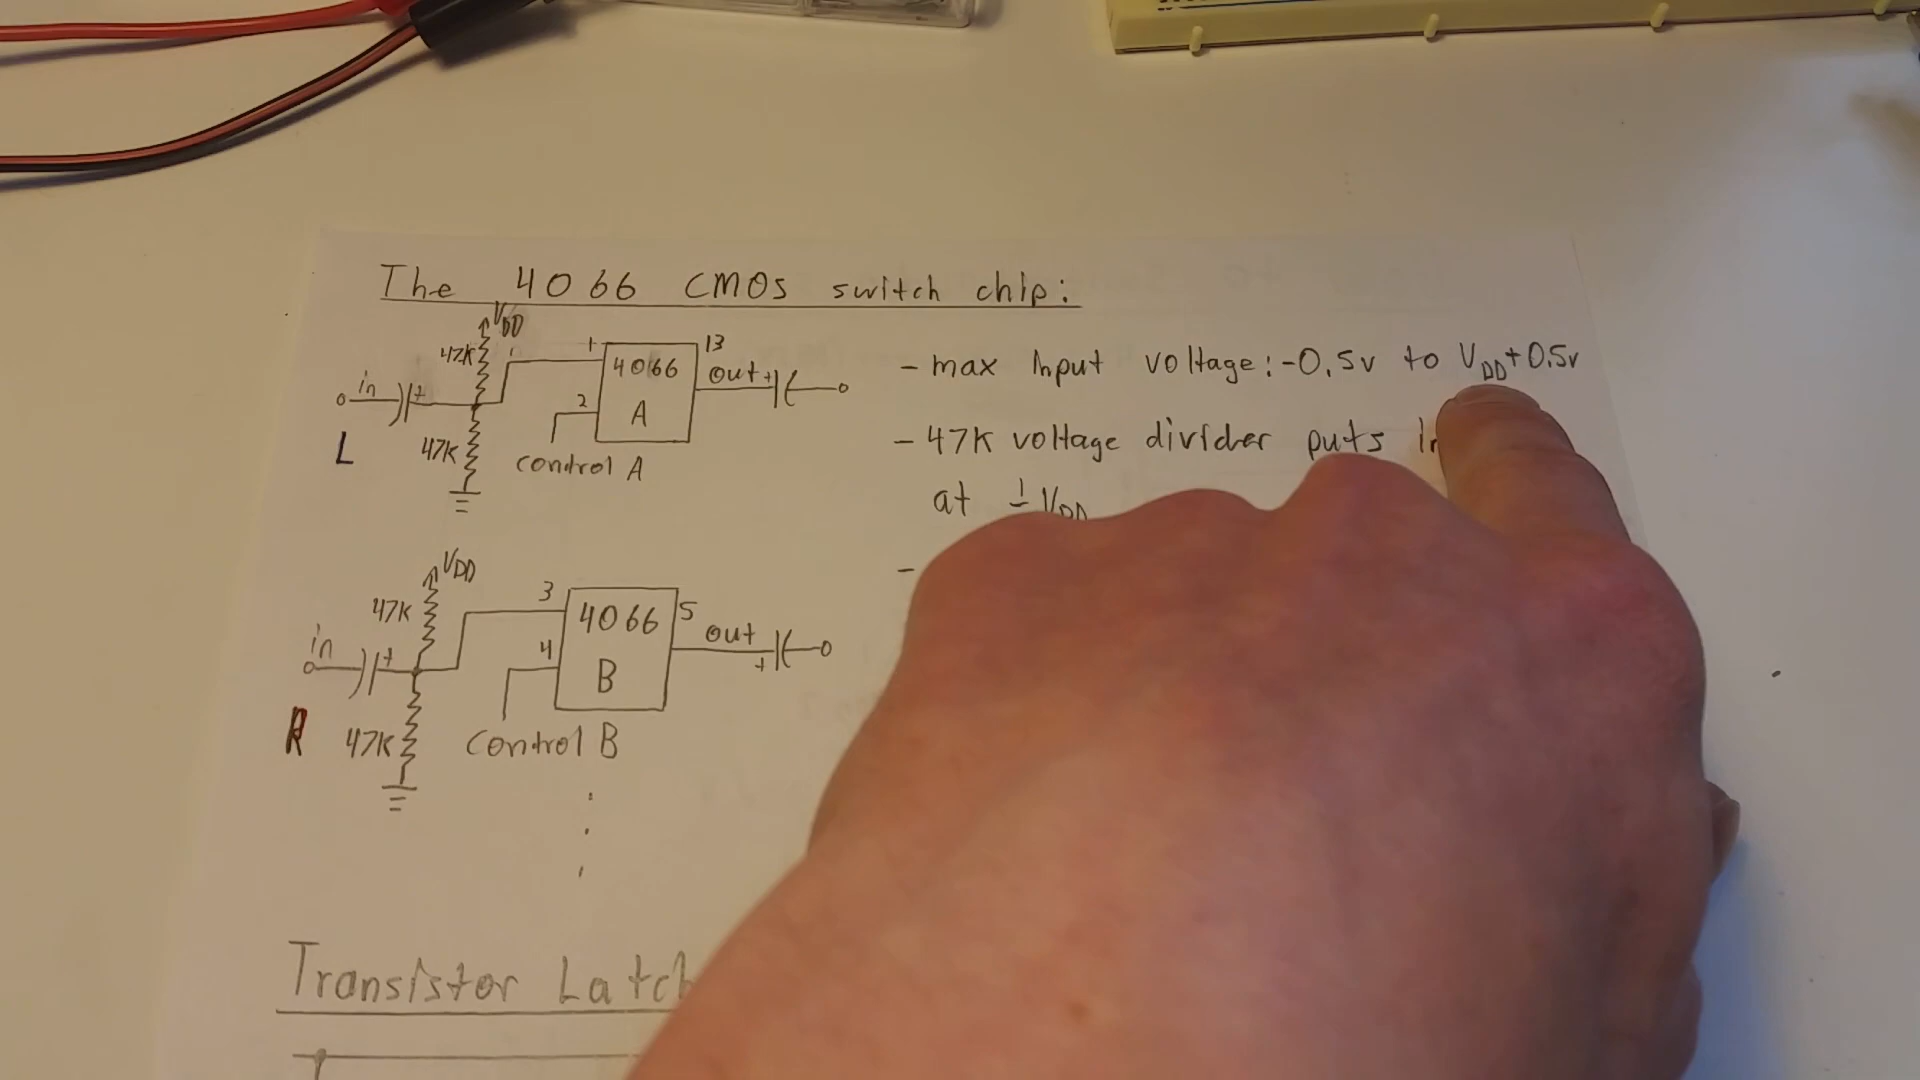 The 4066 CMOS switch chip:
VDD
47K
in
+
1
2
4066
A
13
out +
L
47K
control A
- max Input voltage: -0.5v to VDD+0.5v
- 47K voltage divider puts
at VDD
-
VDD
47K
in
+
3
4
4066
B
5
out
+
R
47K
Control B
Transistor Latch